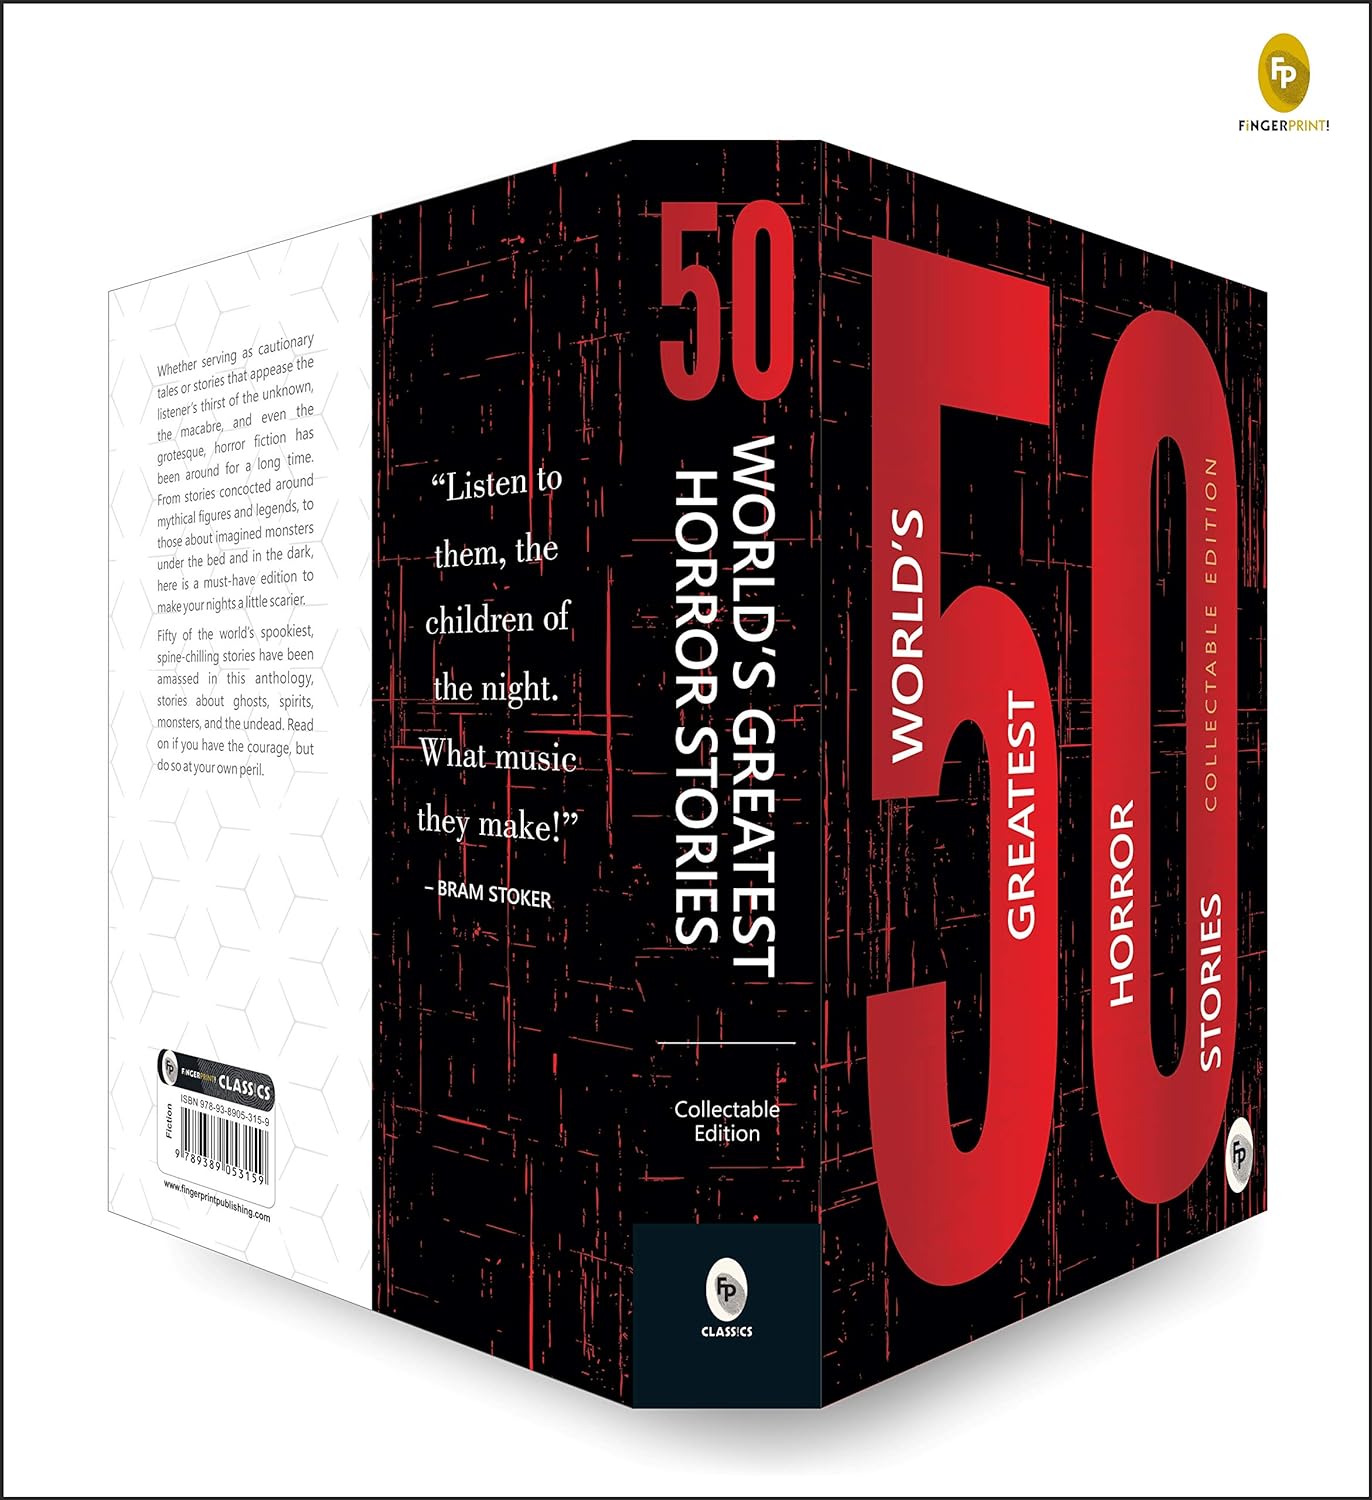 FP
FiNGERPRINT!
Whether serving as cautionary
tales or stories that appease the
listener's thirst of the unknown,
the macabre, and even the
grotesque, horror fiction has
been around for a long time.
From stories concocted around
mythical figures and legends, to
those about imagined monsters
under the bed and in the dark,
here is a must-have edition to
make your nights a little scarier.
Fifty of the world's spookiest,
spine-chilling stories have been
amassed in this anthology,
stories about ghosts, spirits,
monsters, and the undead. Read
on if you have the courage, but
do so at your own peril.
FP FiNGERPRINT! CLASS!CS
ISBN 978-93-8905-315-9
Fiction
9 789389 053159
www.fingerprintpublishing.com
“Listen to
them, the
children of
the night.
What music
they make!”
– BRAM STOKER
50
WORLD'S GREATEST
HORROR STORIES
Collectable
Edition
FP
CLASS!CS
50
WORLD'S
GREATEST
HORROR
STORIES
COLLECTABLE EDITION
FP